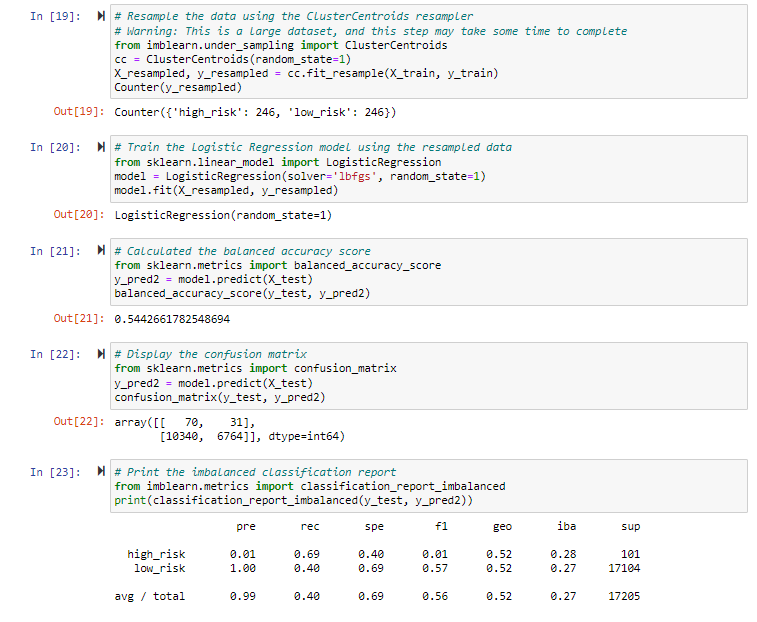 In [19]: # Resample the data using the ClusterCentroids resampler
# Warning: This is a large dataset, and this step may take some time to complete
from imblearn.under_sampling import ClusterCentroids
cc = ClusterCentroids(random_state=1)
X_resampled, y_resampled = cc.fit_resample(X_train, y_train)
Counter(y_resampled)
Out[19]: Counter({'high_risk': 246, 'low_risk': 246})
In [20]: # Train the Logistic Regression model using the resampled data
from sklearn.linear_model import LogisticRegression
model = LogisticRegression(solver='lbfgs', random_state=1)
model.fit(X_resampled, y_resampled)
Out[20]: LogisticRegression(random_state=1)
In [21]: # Calculated the balanced accuracy score
from sklearn.metrics import balanced_accuracy_score
y_pred2 = model.predict(X_test)
balanced_accuracy_score(y_test, y_pred2)
Out[21]: 0.5442661782548694
In [22]: # Display the confusion matrix
from sklearn.metrics import confusion_matrix
y_pred2 = model.predict(X_test)
confusion_matrix(y_test, y_pred2)
Out[22]: array([[   70,    31],
[10340,  6764]], dtype=int64)
In [23]: # Print the imbalanced classification report
from imblearn.metrics import classification_report_imbalanced
print(classification_report_imbalanced(y_test, y_pred2))
pre rec spe f1 geo iba sup
high_risk 0.01 0.69 0.40 0.01 0.52 0.28 101
low_risk 1.00 0.40 0.69 0.57 0.52 0.27 17104
avg / total 0.99 0.40 0.69 0.56 0.52 0.27 17205